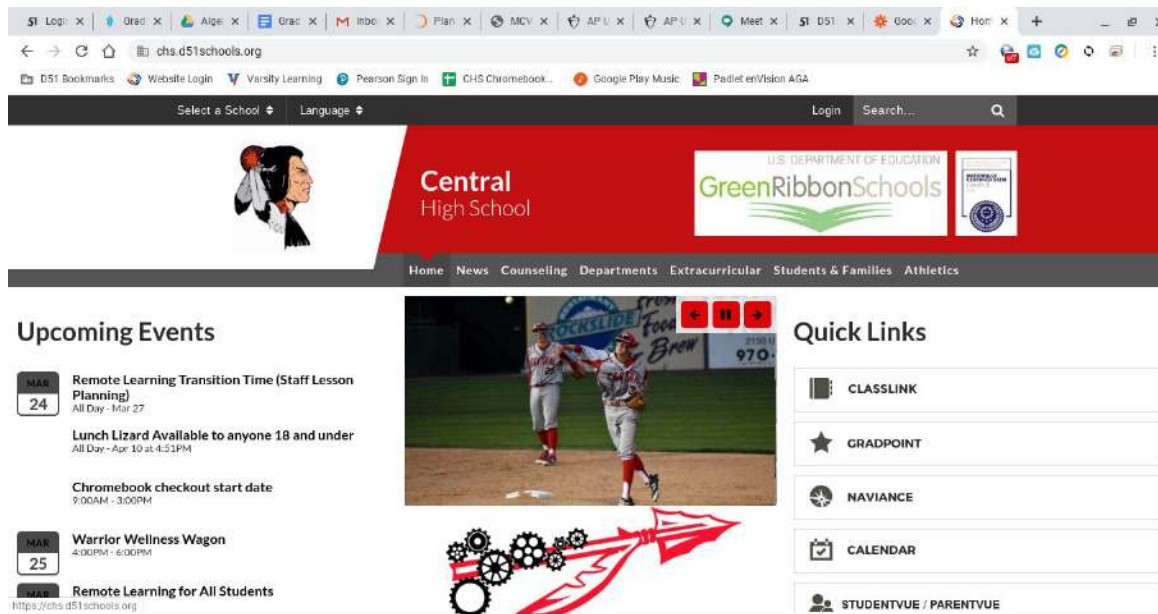 Logi
Grad
Alge
Grad
Inbo
Plan
MCV
AP U
AP U
Meet
D51
Goo
Hom
chs.d51schools.org
D51 Bookmarks
Website Login
Varsity Learning
Pearson Sign In
CHS Chromebook...
Google Play Music
Padlet enVision AGA
Select a School
Language
Login
Search...
Central
High School
U.S. DEPARTMENT OF EDUCATION
GreenRibbonSchools
Home News Counseling Departments Extracurricular Students & Families Athletics
Upcoming Events
MAR
24
Remote Learning Transition Time (Staff Lesson
Planning)
All Day - Mar 27
Lunch Lizard Available to anyone 18 and under
All Day - Apr 10 at 4:51PM
Chromebook checkout start date
9:00AM - 3:00PM
MAR
25
Warrior Wellness Wagon
4:00PM - 6:00PM
MAR
Remote Learning for All Students
https://chs.d51schools.org
ROCKSLIDE
Food
Brew
970-
Quick Links
CLASSLINK
GRADPOINT
NAVIANCE
CALENDAR
STUDENTVUE / PARENTVUE